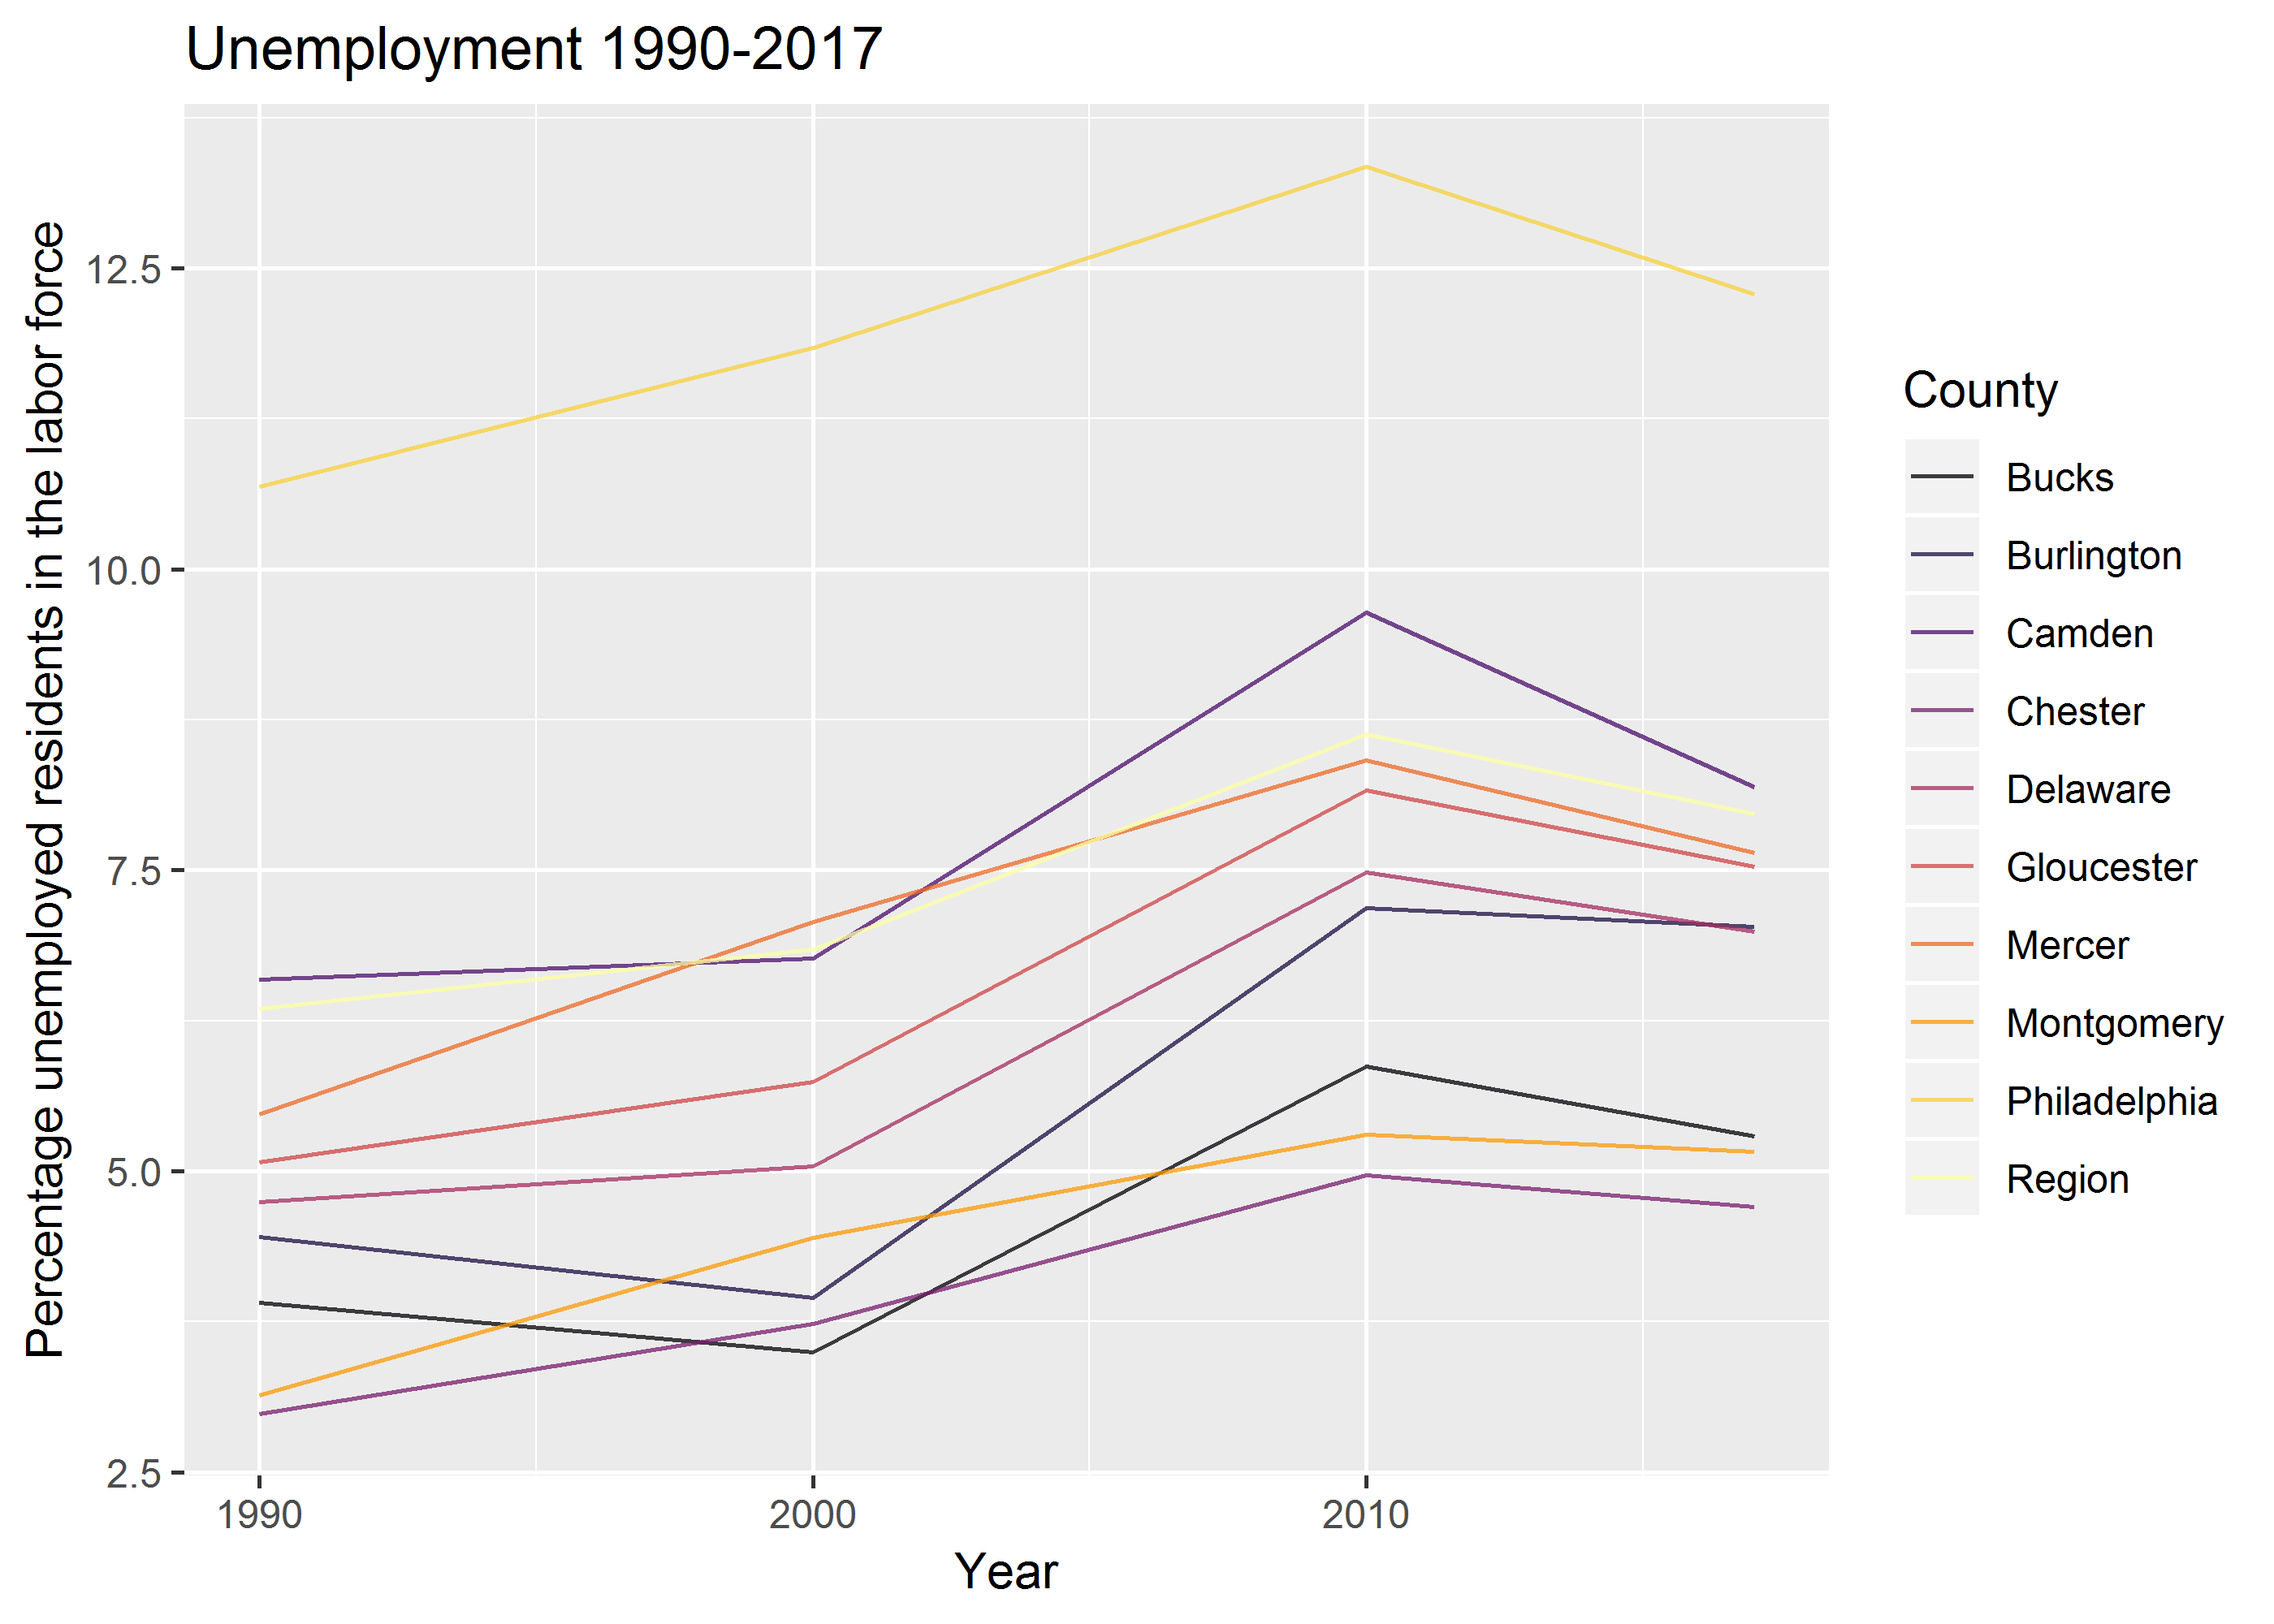 Unemployment 1990-2017
Percentage unemployed residents in the labor force
12.5
10.0
7.5
5.0
2.5
1990 2000 2010
Year
County
Bucks
Burlington
Camden
Chester
Delaware
Gloucester
Mercer
Montgomery
Philadelphia
Region